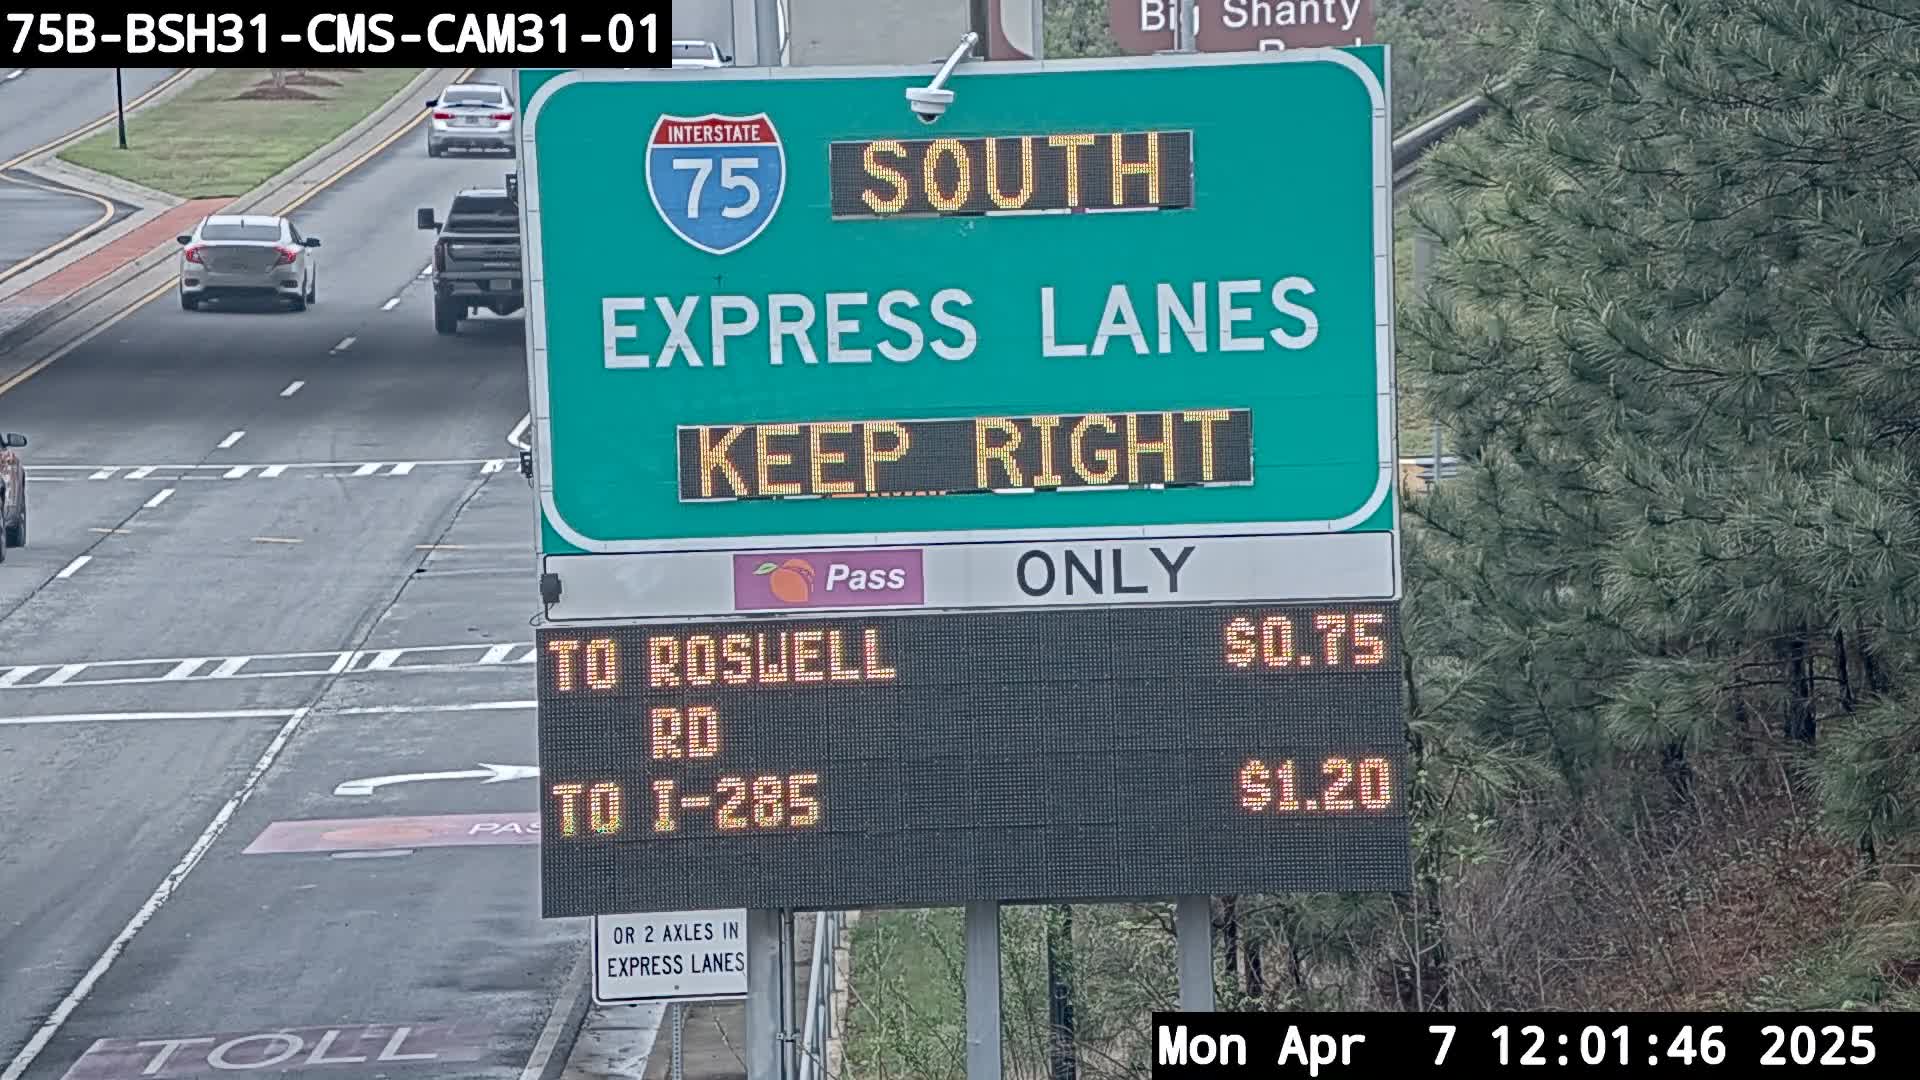 75B-BSH31-CMS-CAM31-01
Big Shanty
INTERSTATE
75
SOUTH
EXPRESS LANES
KEEP RIGHT
Pass ONLY
TO ROSWELL $0.75
RD
TO I-285 $1.20
OR 2 AXLES IN
EXPRESS LANES
TOLL
Mon Apr 7 12:01:46 2025